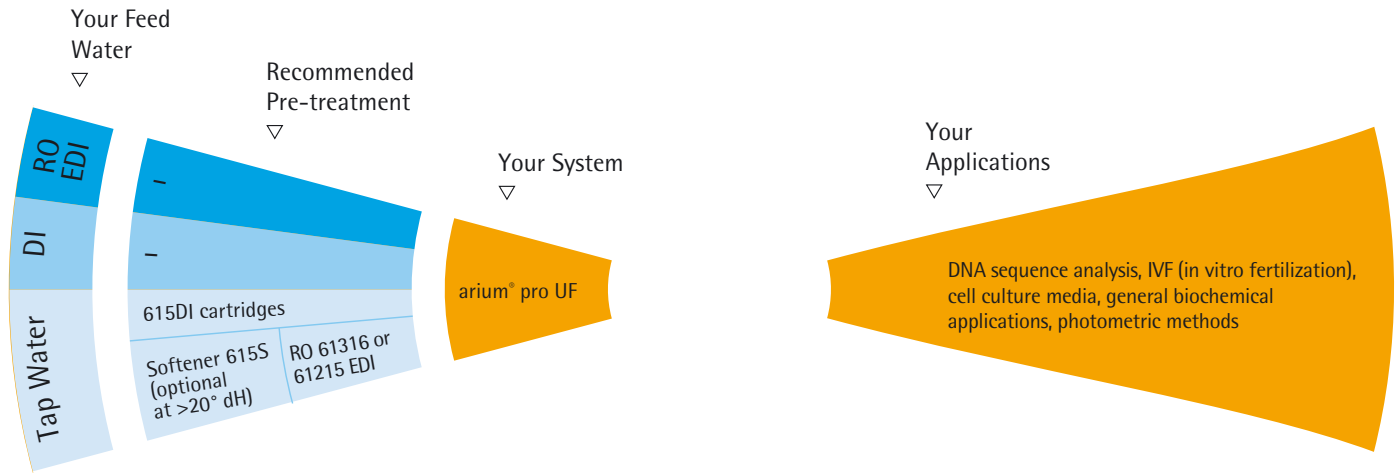 Your Feed
Water
Recommended
Pre-treatment
Your System
Your
Applications
RO
EDI
–
DI
–
Tap Water
615DI cartridges
Softener 615S
(optional
at >20° dH)
RO 61316 or
61215 EDI
arium® pro UF
DNA sequence analysis, IVF (in vitro fertilization),
cell culture media, general biochemical
applications, photometric methods